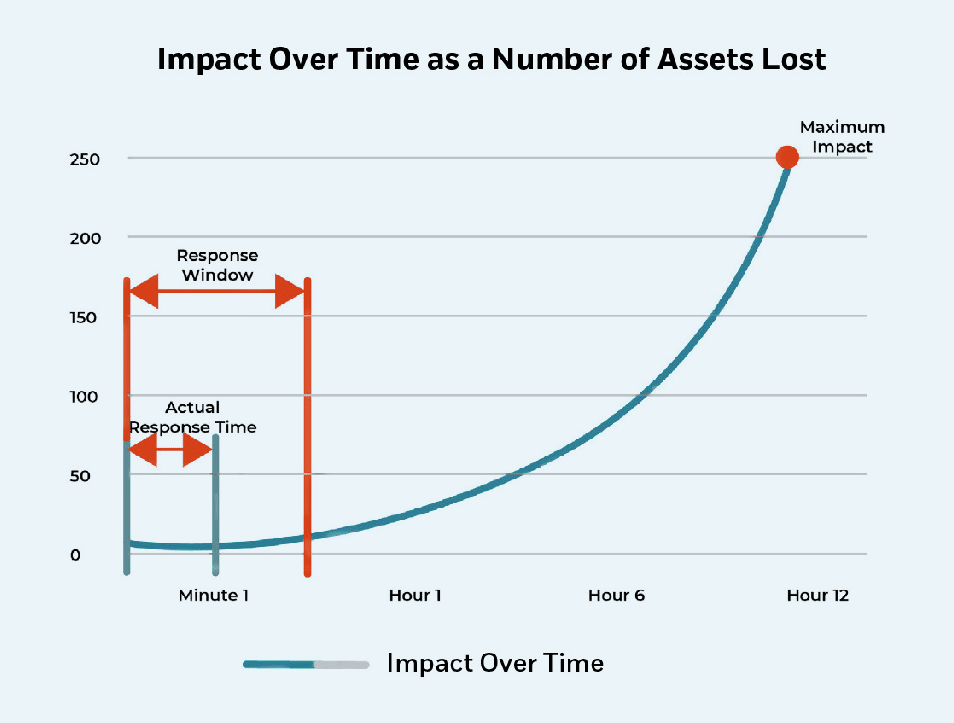 Impact Over Time as a Number of Assets Lost
Maximum
Impact
250
200
Response
Window
150
100
Actual
Response Time
50
0
Minute 1
Hour 1
Hour 6
Hour 12
Impact Over Time